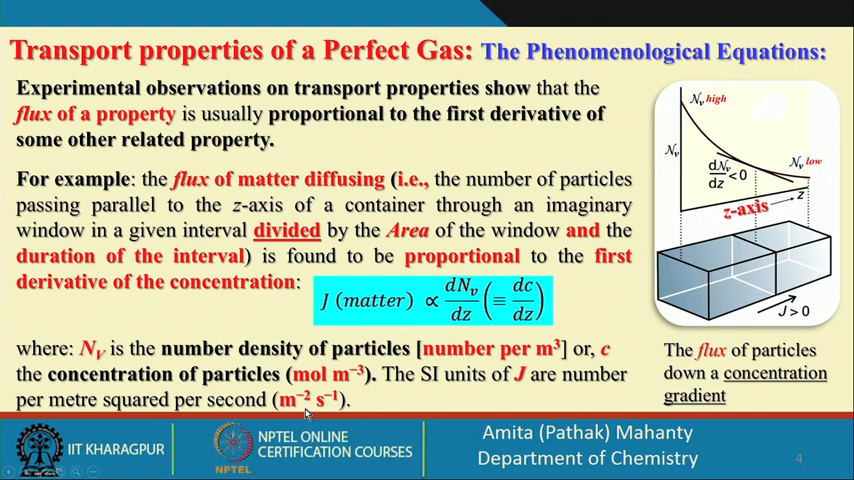 Transport properties of a Perfect Gas: The Phenomenological Equations:
Experimental observations on transport properties show that the
flux of a property is usually proportional to the first derivative of
some other related property.
For example: the flux of matter diffusing (i.e., the number of particles
passing parallel to the z-axis of a container through an imaginary
window in a given interval divided by the Area of the window and the
duration of the interval) is found to be proportional to the first
derivative of the concentration:
J (matter) ∝ dN_v/dz (≡ dc/dz)
where: N_V is the number density of particles [number per m³] or, c
the concentration of particles (mol m⁻³). The SI units of J are number
per metre squared per second (m⁻² s⁻¹).
N_v high
N_v
dN_v/dz < 0
N_v low
z
z-axis
J > 0
The flux of particles
down a concentration
gradient
IIT KHARAGPUR
NPTEL
NPTEL ONLINE
CERTIFICATION COURSES
Amita (Pathak) Mahanty
Department of Chemistry
4